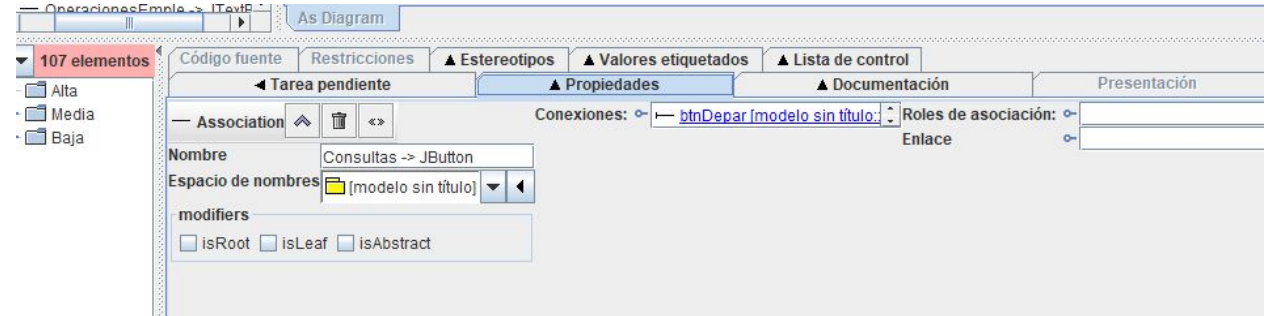 OperacionesEmple -> JTextF
As Diagram
107 elementos
Alta
Media
Baja
Código fuente Restricciones ▲ Estereotipos ▲ Valores etiquetados ▲ Lista de control
◀ Tarea pendiente ▲ Propiedades ▲ Documentación Presentación
Association «»
Conexiones: btnDepar [modelo sin título:: Roles de asociación:
Enlace
Nombre Consultas -> JButton
Espacio de nombres [modelo sin título]
modifiers
isRoot isLeaf isAbstract